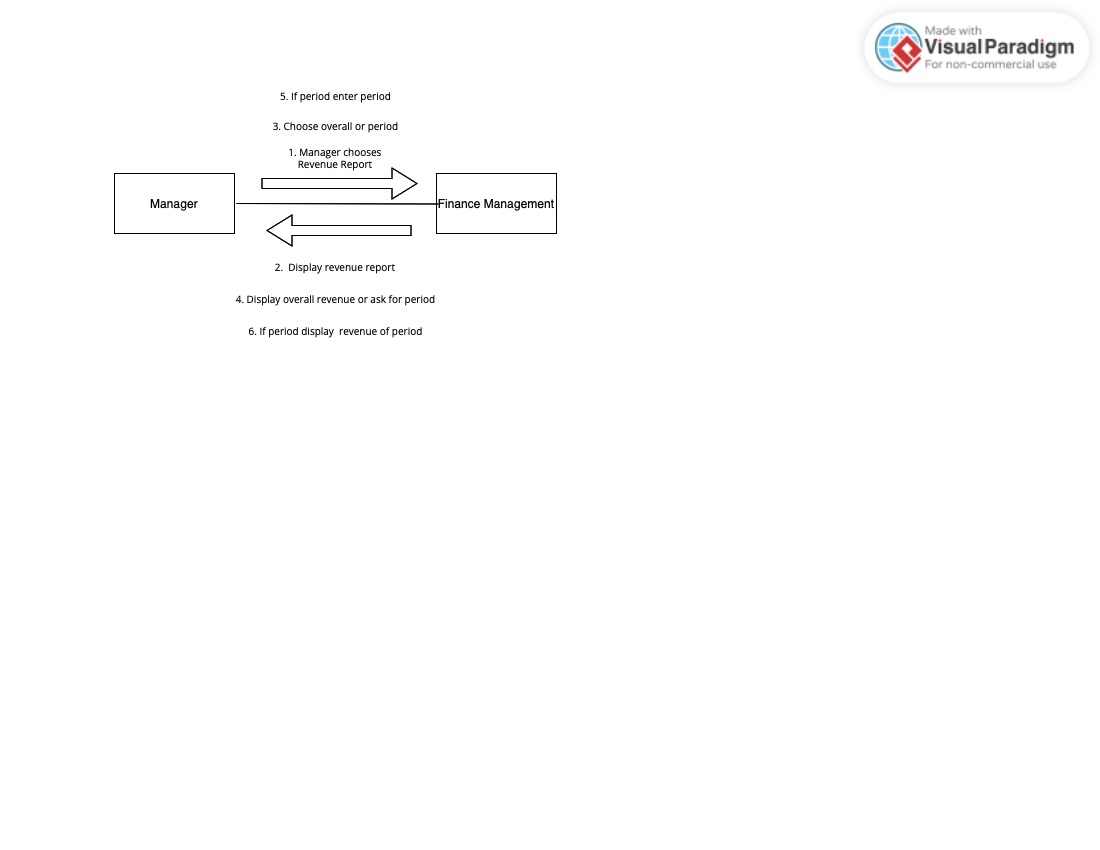 Made with
Visual Paradigm
For non-commercial use
5. If period enter period
3. Choose overall or period
1. Manager chooses
Revenue Report
Manager
Finance Management
2.  Display revenue report
4. Display overall revenue or ask for period
6. If period display  revenue of period